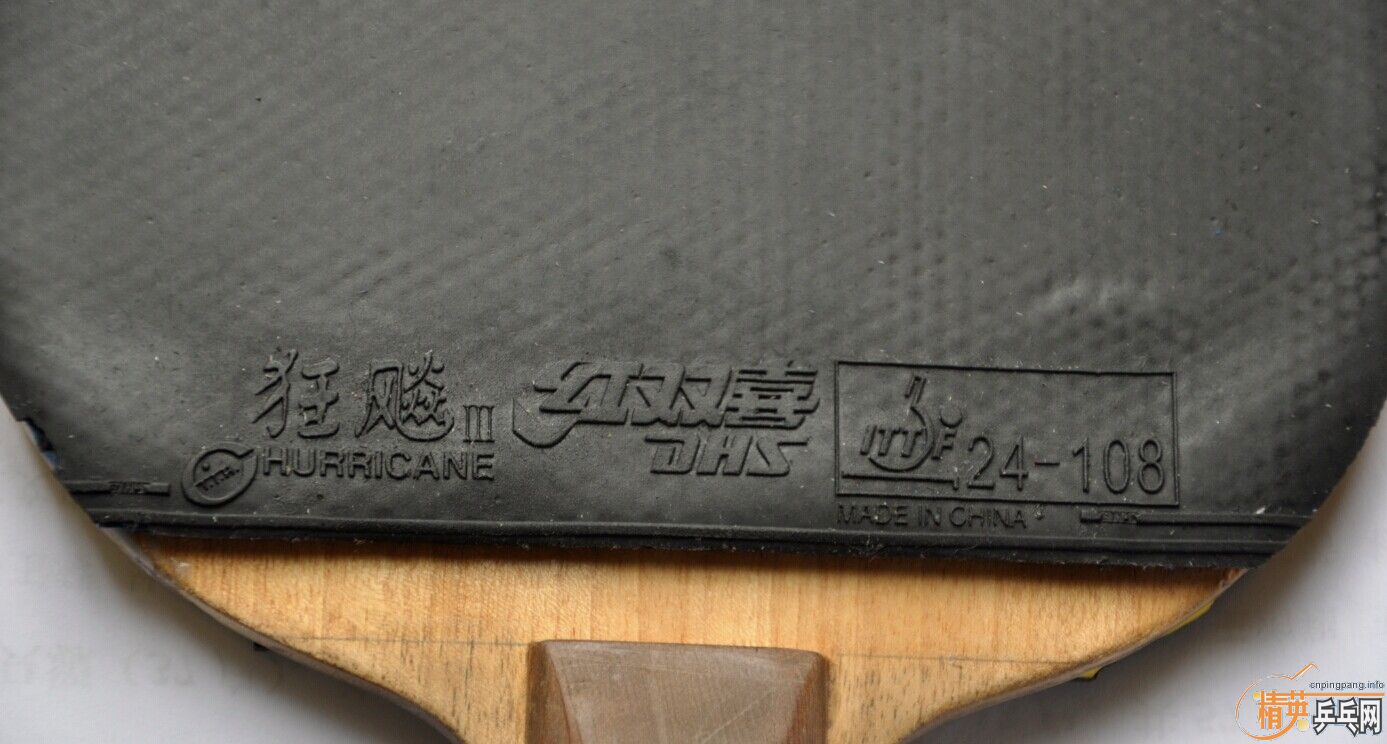 狂飚 III
HURRICANE
红双喜
DHS
ITTF 24-108
MADE IN CHINA
cnpingpang.info
精英乒乓网